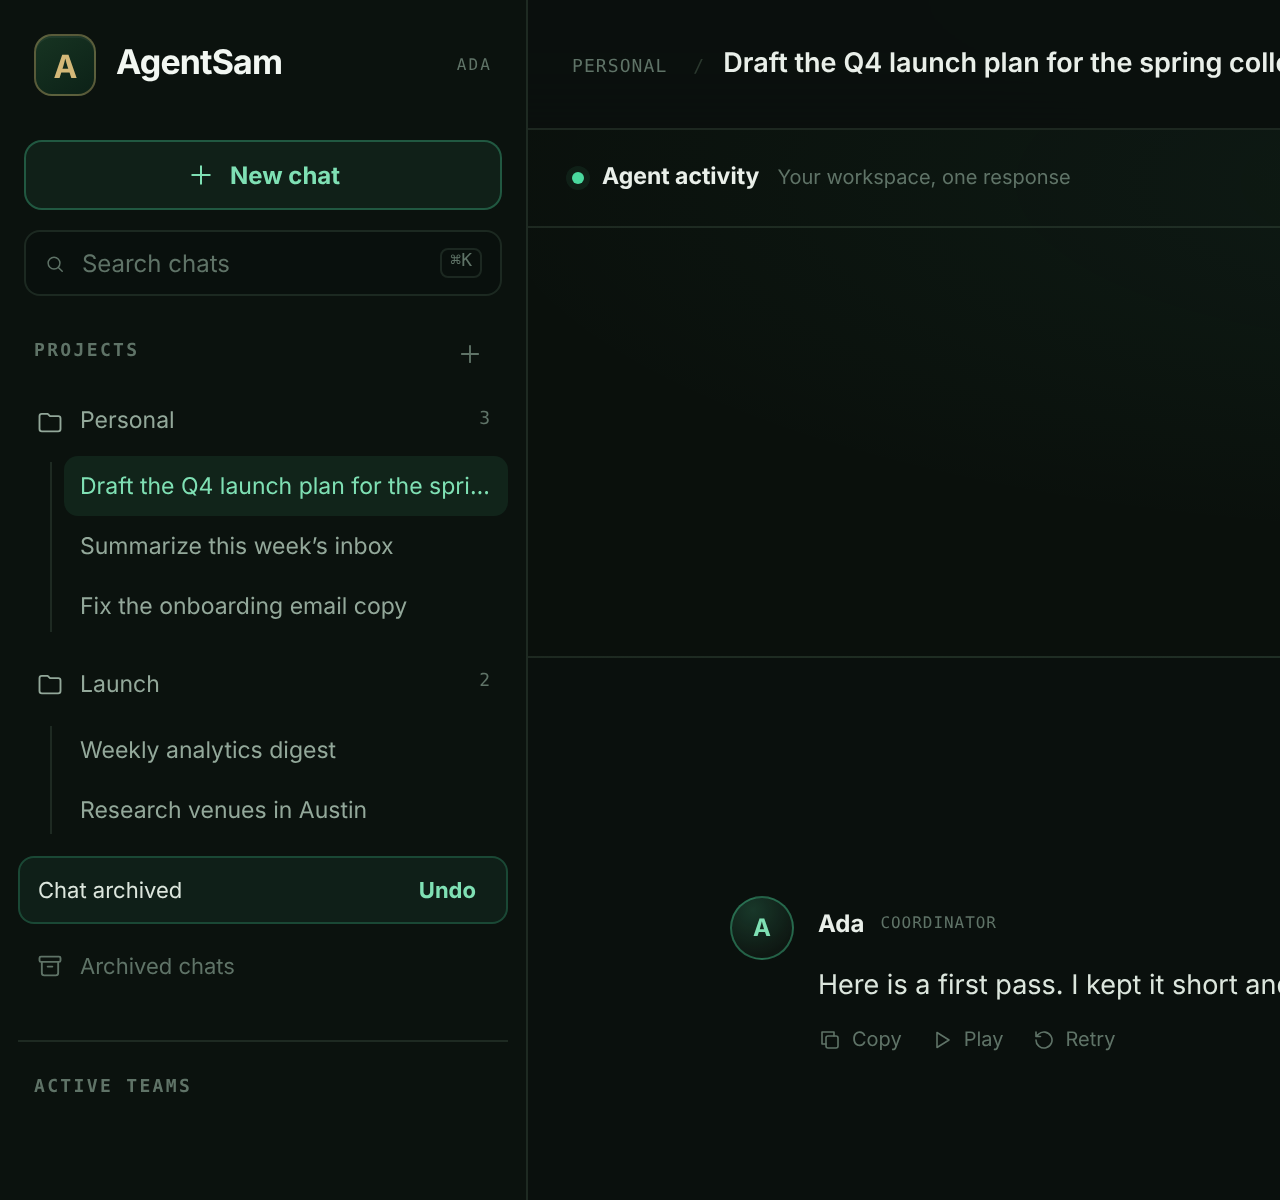 A AgentSam ADA
New chat
Search chats ⌘K
PROJECTS
Personal 3
Draft the Q4 launch plan for the spri...
Summarize this week’s inbox
Fix the onboarding email copy
Launch 2
Weekly analytics digest
Research venues in Austin
Chat archived Undo
Archived chats
ACTIVE TEAMS
PERSONAL / Draft the Q4 launch plan for the spring coll
Agent activity Your workspace, one response
A Ada COORDINATOR
Here is a first pass. I kept it short an
Copy Play Retry